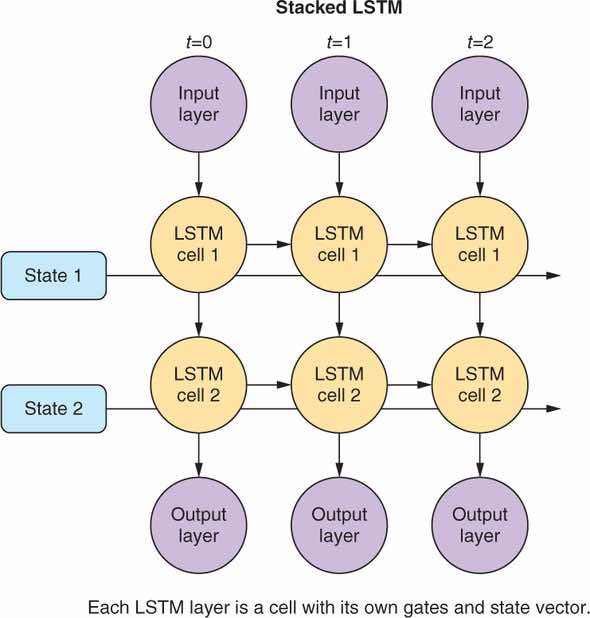 Stacked LSTM
t=0
t=1
t=2
Input
layer
Input
layer
Input
layer
LSTM
cell 1
LSTM
cell 1
LSTM
cell 1
State 1
LSTM
cell 2
LSTM
cell 2
LSTM
cell 2
State 2
Output
layer
Output
layer
Output
layer
Each LSTM layer is a cell with its own gates and state vector.